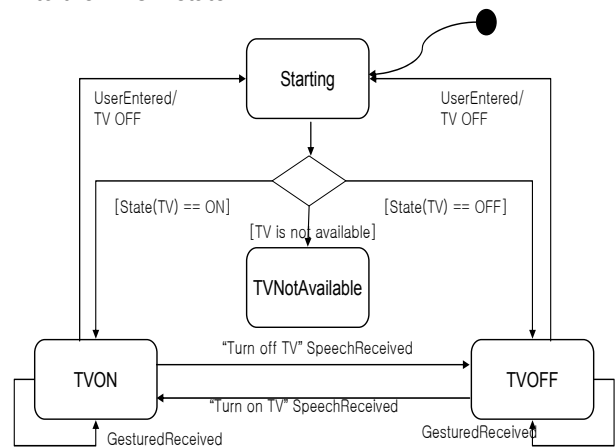 Starting
UserEntered/
TV OFF
UserEntered/
TV OFF
[State(TV) == ON]
[State(TV) == OFF]
[TV is not available]
TVNotAvailable
“Turn off TV” SpeechReceived
TVON
TVOFF
“Turn on TV” SpeechReceived
GesturedReceived
GesturedReceived